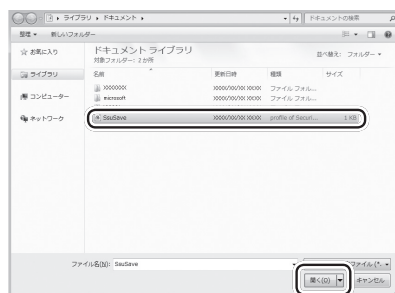 ライブラリ ▸ ドキュメント ▸
ドキュメントの検索
整理 ▾ 新しいフォルダー
お気に入り
ライブラリ
コンピューター
ネットワーク
ドキュメント ライブラリ
対象フォルダー: 2 か所
並べ替え: フォルダー ▾
名前 更新日時 種類 サイズ
XXXXXXX XXXX/XX/XX XX:XX ファイル フォル...
microsoft XXXX/XX/XX XX:XX ファイル フォル...
SsuSave XXXX/XX/XX XX:XX profile of Securi... 1 KB
ファイル名(N): SsuSave
ファイル (*.
開く(O)
キャンセル